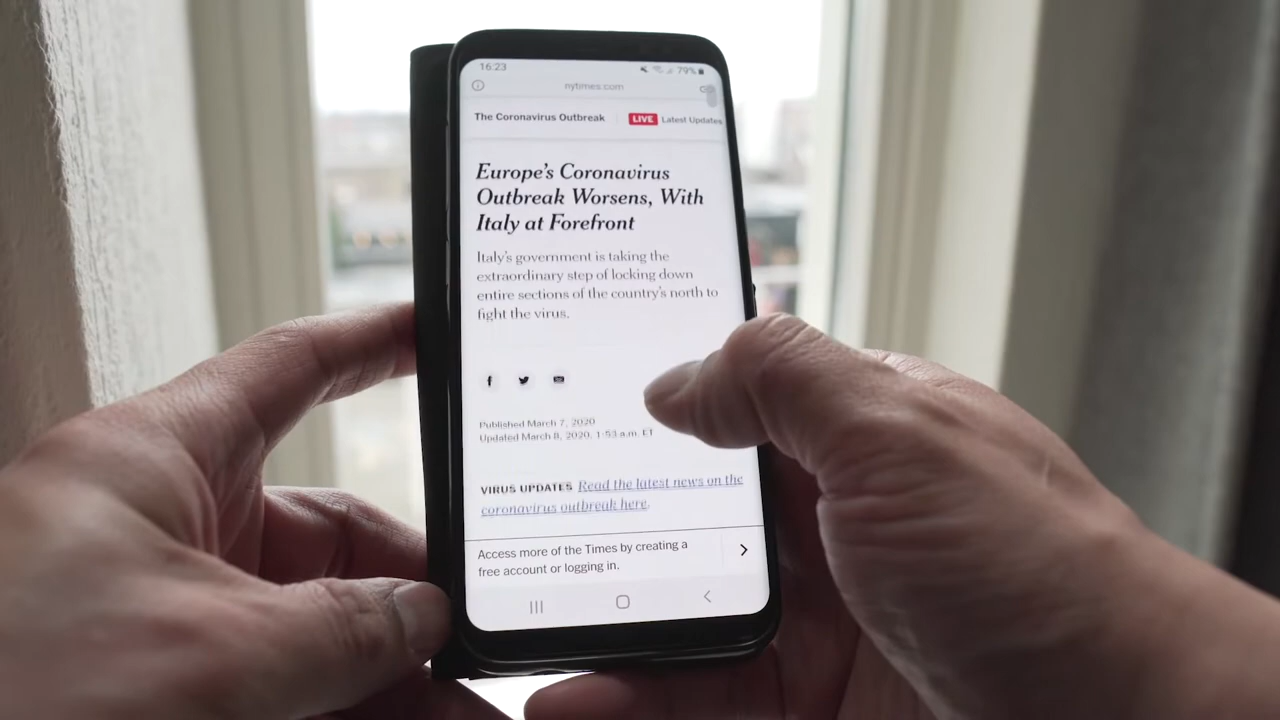 16:23
79%
nytimes.com
The Coronavirus Outbreak
LIVE Latest Updates
Europe's Coronavirus
Outbreak Worsens, With
Italy at Forefront
Italy's government is taking the
extraordinary step of locking down
entire sections of the country's north to
fight the virus.
Published March 7, 2020
Updated March 8, 2020, 1:53 a.m. ET
VIRUS UPDATES Read the latest news on the
coronavirus outbreak here.
Access more of the Times by creating a
free account or logging in.